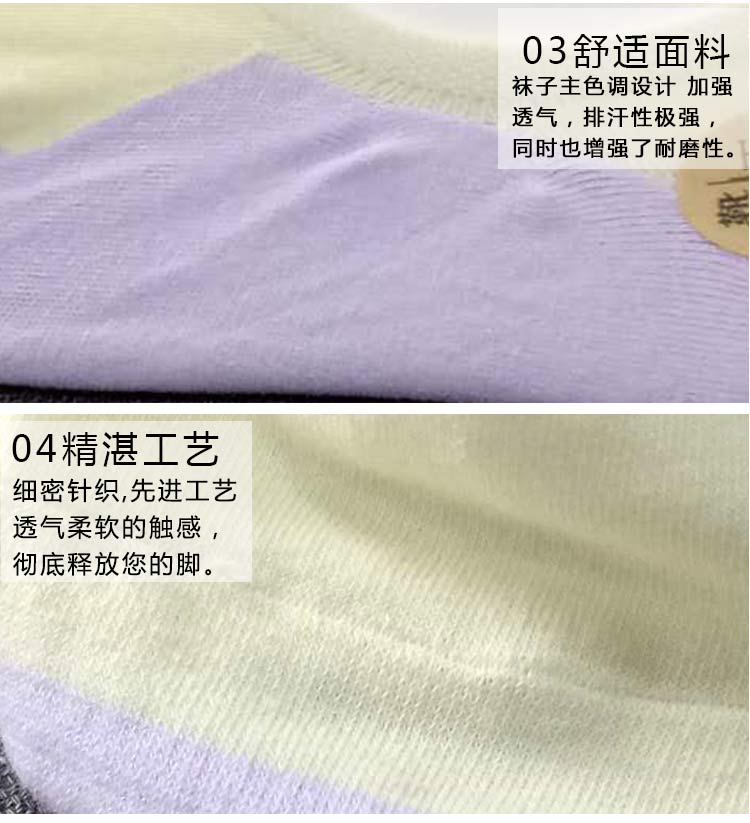 03舒适面料
袜子主色调设计 加强
透气，排汗性极强，
同时也增强了耐磨性。
04精湛工艺
细密针织,先进工艺
透气柔软的触感，
彻底释放您的脚。